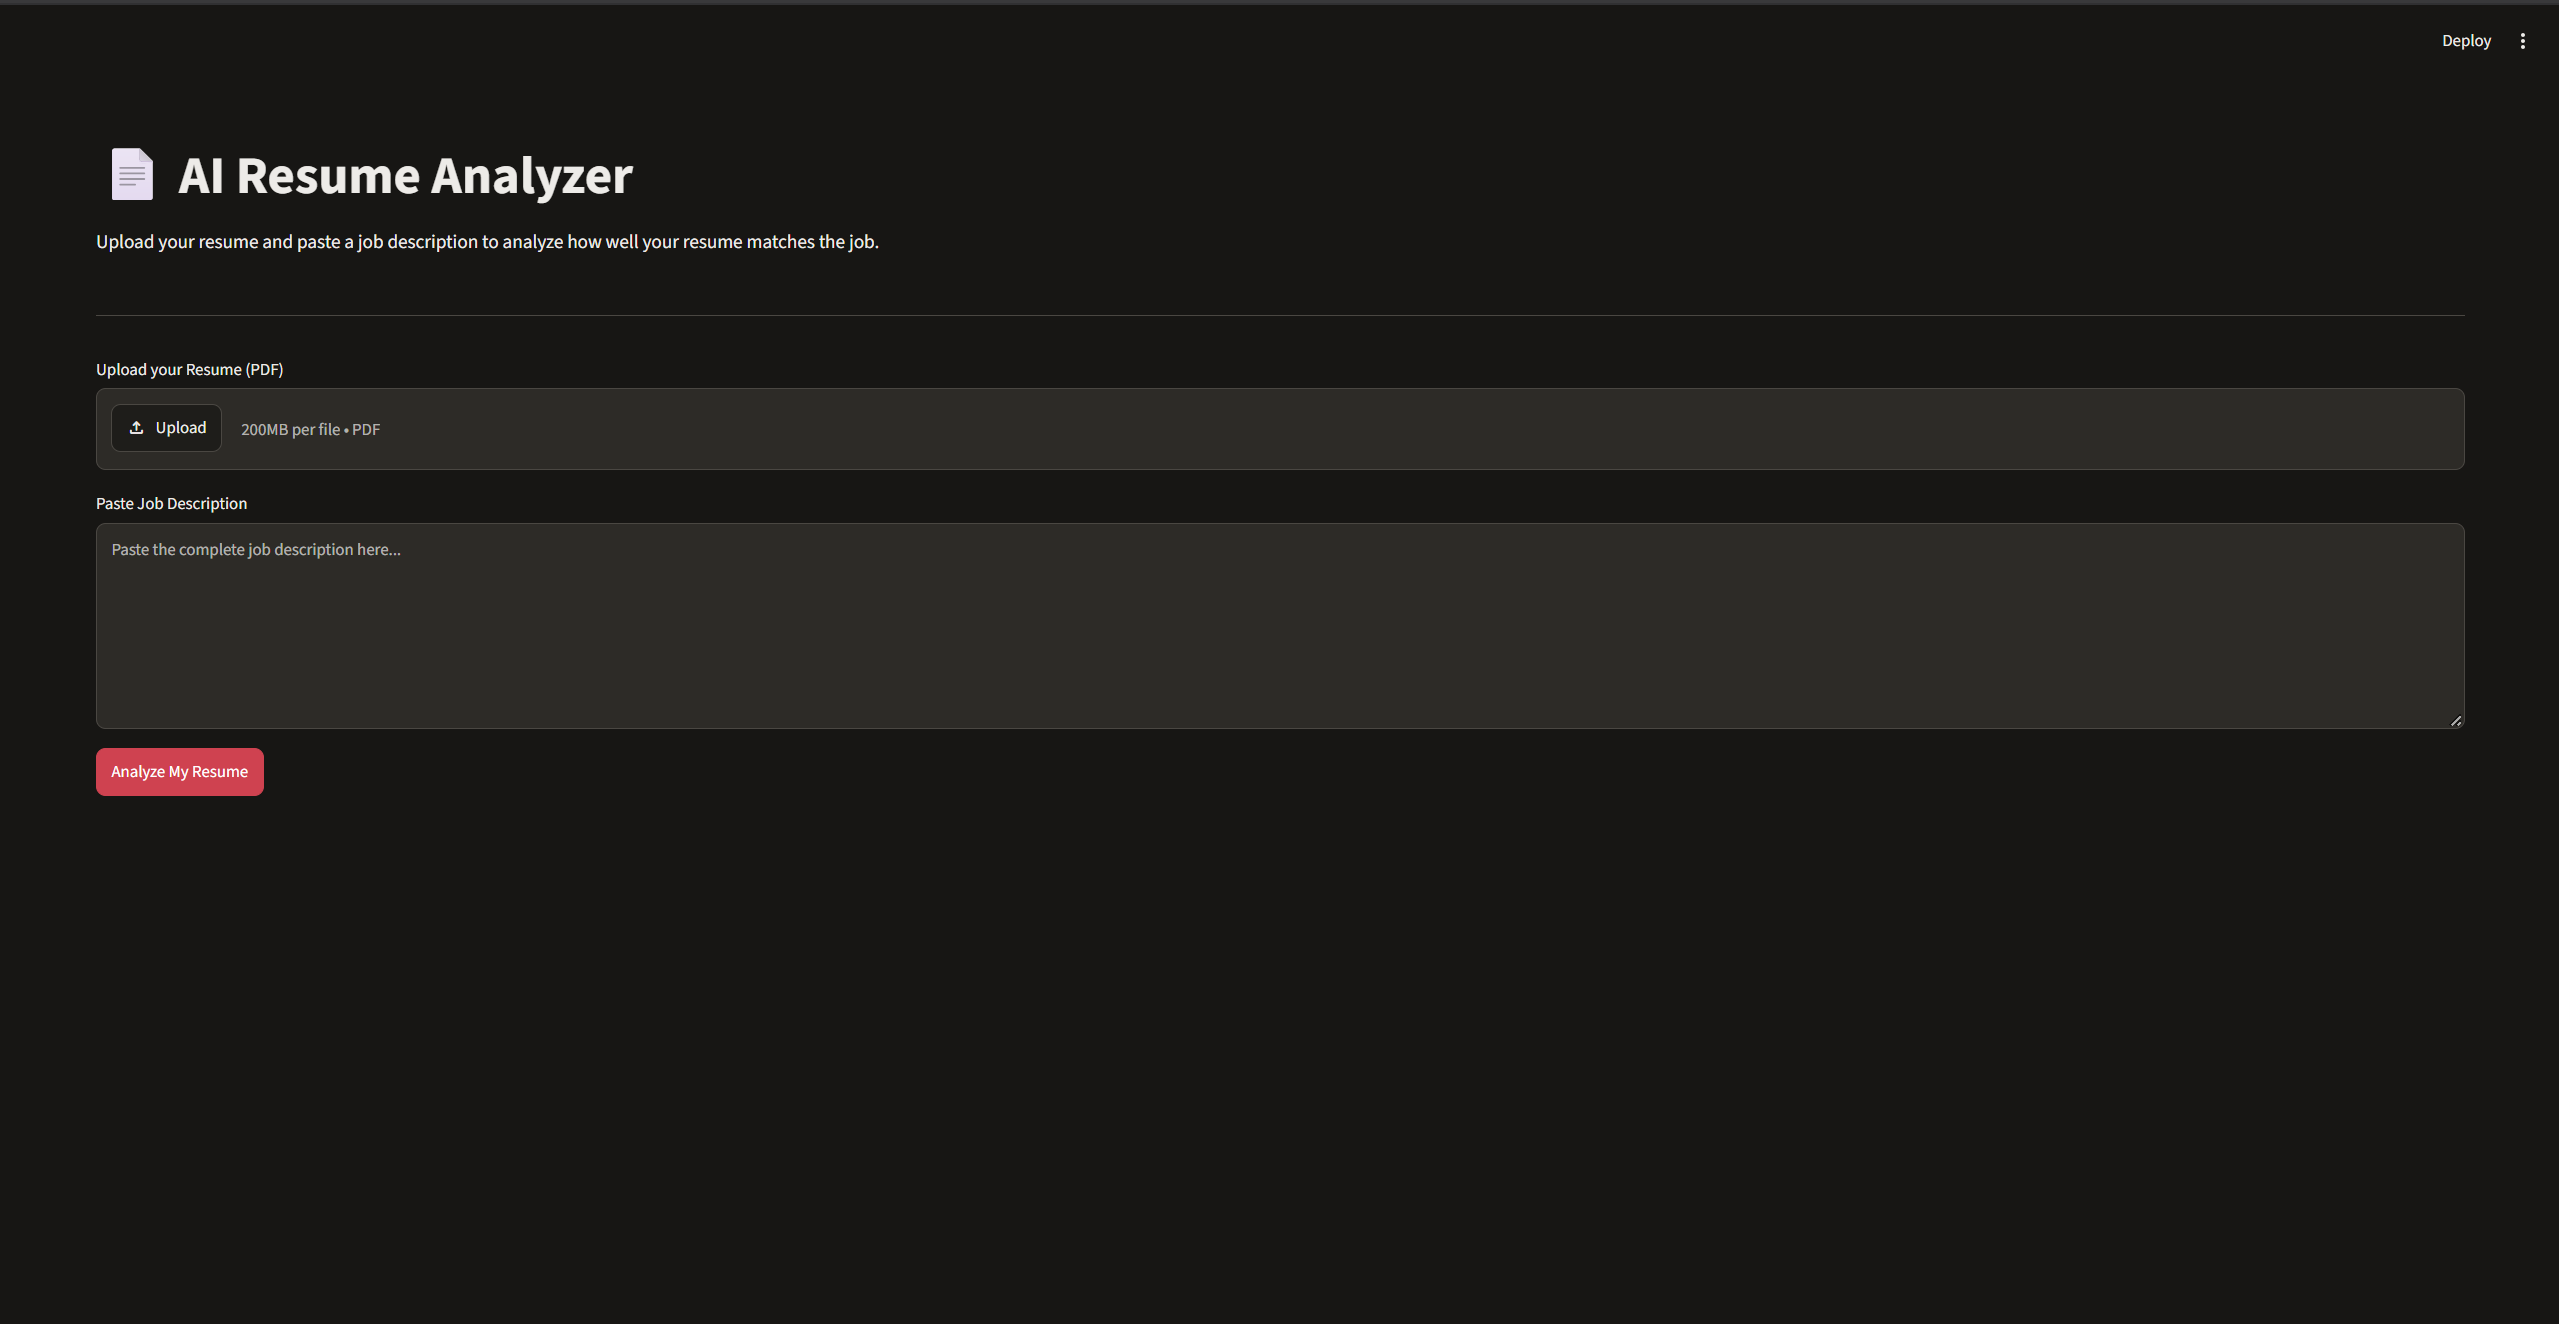 Deploy
AI Resume Analyzer
Upload your resume and paste a job description to analyze how well your resume matches the job.
Upload your Resume (PDF)
Upload 200MB per file • PDF
Paste Job Description
Paste the complete job description here...
Analyze My Resume